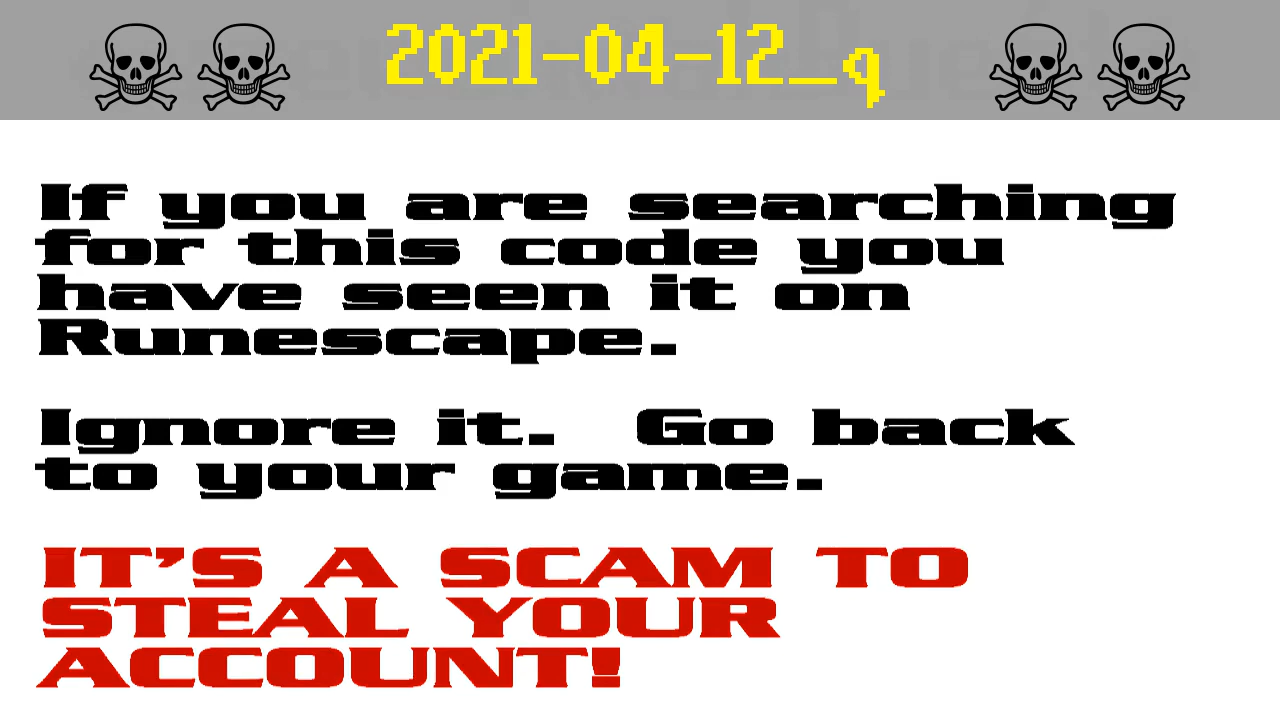 2021-04-12_q
If you are searching
for this code you
have seen it on
Runescape.
Ignore it.  Go back
to your game.
IT'S A SCAM TO
STEAL YOUR
ACCOUNT!